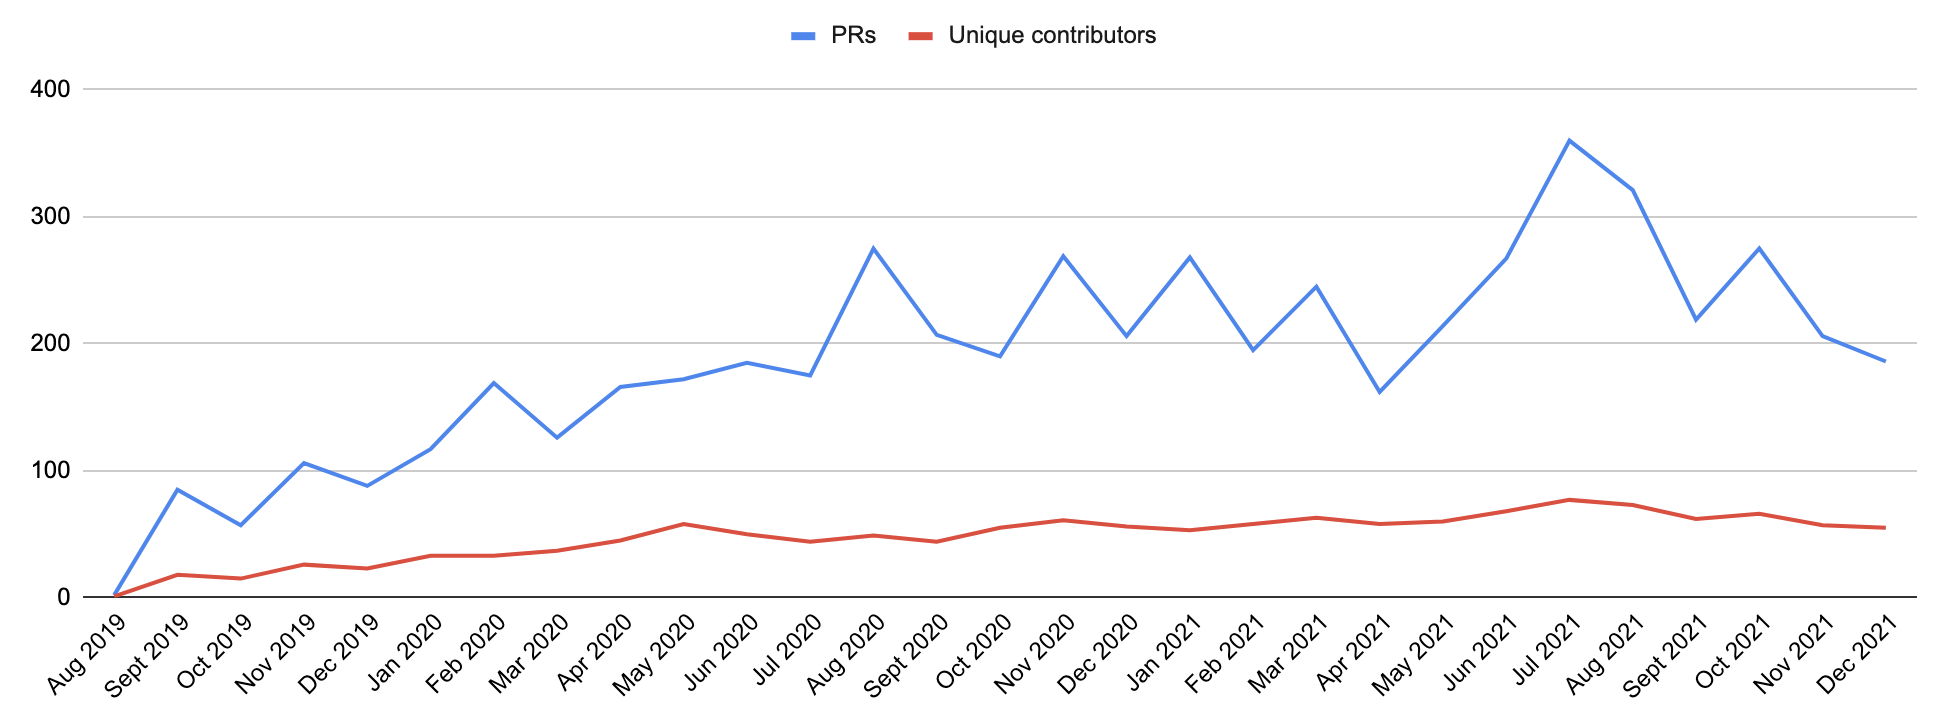 PRs Unique contributors
400
300
200
100
0
Aug 2019
Sept 2019
Oct 2019
Nov 2019
Dec 2019
Jan 2020
Feb 2020
Mar 2020
Apr 2020
May 2020
Jun 2020
Jul 2020
Aug 2020
Sept 2020
Oct 2020
Nov 2020
Dec 2020
Jan 2021
Feb 2021
Mar 2021
Apr 2021
May 2021
Jun 2021
Jul 2021
Aug 2021
Sept 2021
Oct 2021
Nov 2021
Dec 2021